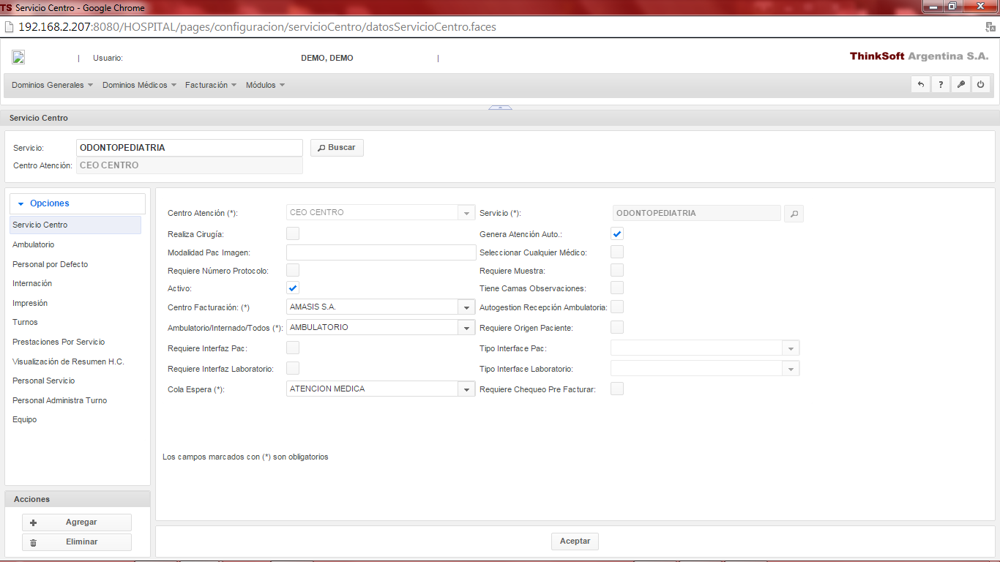 TS Servicio Centro - Google Chrome
192.168.2.207:8080/HOSPITAL/pages/configuracion/servicioCentro/datosServicioCentro.faces
| Usuario: DEMO, DEMO | ThinkSoft Argentina S.A.
Dominios Generales Dominios Médicos Facturación Módulos ?
Servicio Centro
Servicio: ODONTOPEDIATRIA Buscar
Centro Atención: CEO CENTRO
Opciones
Servicio Centro
Ambulatorio
Personal por Defecto
Internación
Impresión
Turnos
Prestaciones Por Servicio
Visualización de Resumen H.C.
Personal Servicio
Personal Administra Turno
Equipo
Acciones
Agregar
Eliminar
Centro Atención (*): CEO CENTRO Servicio (*): ODONTOPEDIATRIA
Realiza Cirugía: Genera Atención Auto.:
Modalidad Pac Imagen: Seleccionar Cualquier Médico:
Requiere Número Protocolo: Requiere Muestra:
Activo: Tiene Camas Observaciones:
Centro Facturación: (*) AMASIS S.A. Autogestion Recepción Ambulatoria:
Ambulatorio/Internado/Todos (*): AMBULATORIO Requiere Origen Paciente:
Requiere Interfaz Pac: Tipo Interface Pac:
Requiere Interfaz Laboratorio: Tipo Interface Laboratorio:
Cola Espera (*): ATENCION MEDICA Requiere Chequeo Pre Facturar:
Los campos marcados con (*) son obligatorios
Aceptar